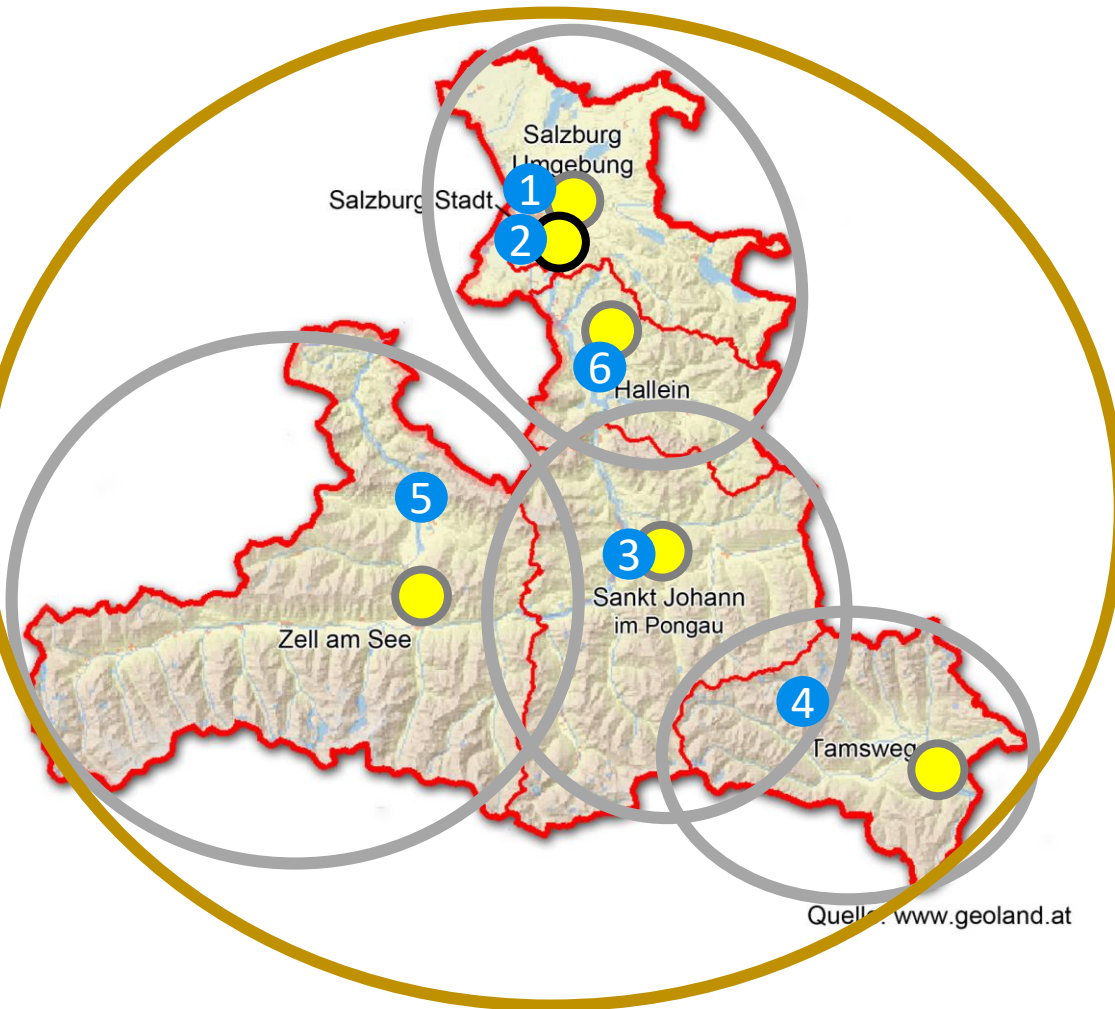 Salzburg
Umgebung
1
Salzburg Stadt
2
6
Hallein
5
3
Sankt Johann
im Pongau
Zell am See
4
Tamsweg
Quelle: www.geoland.at